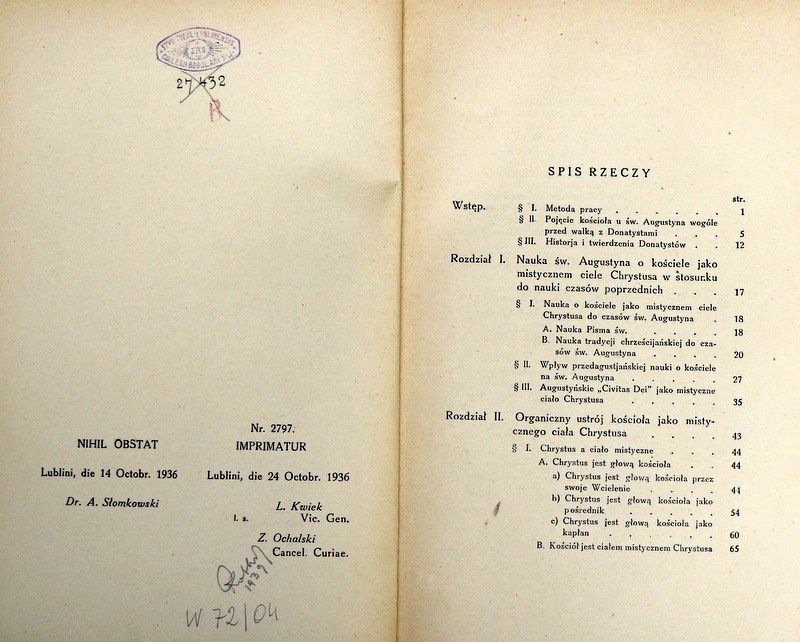 27432
B
Nr. 2797.
NIHIL OBSTAT
IMPRIMATUR
Lublini, die 14 Octobr. 1936
Lublini, die 24 Octobr. 1936
Dr. A. Słomkowski
L. Kwiek
l. s. Vic. Gen.
Z. Ochalski
Cancel. Curiae.
1939
W 72/04
SPIS RZECZY
str.
Wstęp. § I. Metoda pracy . . . . . . 1
§ II. Pojęcie kościoła u św. Augustyna wogóle
przed walką z Donatystami . . . 5
§ III. Historja i twierdzenia Donatystów . . 12
Rozdział I. Nauka św. Augustyna o kościele jako
mistycznem ciele Chrystusa w stosunku
do nauki czasów poprzednich . . . 17
§ I. Nauka o kościele jako mistycznem ciele
Chrystusa do czasów św. Augustyna . 18
A. Nauka Pisma św. . . . . 18
B. Nauka tradycji chrześcijańskiej do cza-
sów św. Augustyna . . . . 20
§ II. Wpływ przedagustjańskiej nauki o kościele
na św. Augustyna . . . . . 27
§ III. Augustyńskie „Civitas Dei” jako mistyczne
ciało Chrystusa . . . . . 35
Rozdział II. Organiczny ustrój kościoła jako misty-
cznego ciała Chrystusa . . . . 43
§ I. Chrystus a ciało mistyczne . . . 44
A. Chrystus jest głową kościoła . . 44
a) Chrystus jest głową kościoła przez
swoje Wcielenie . . . . 44
b) Chrystus jest głową kościoła jako
pośrednik . . . . . 54
c) Chrystus jest głową kościoła jako
kapłan . . . . . . 60
B. Kościół jest ciałem mistycznem Chrystusa 65